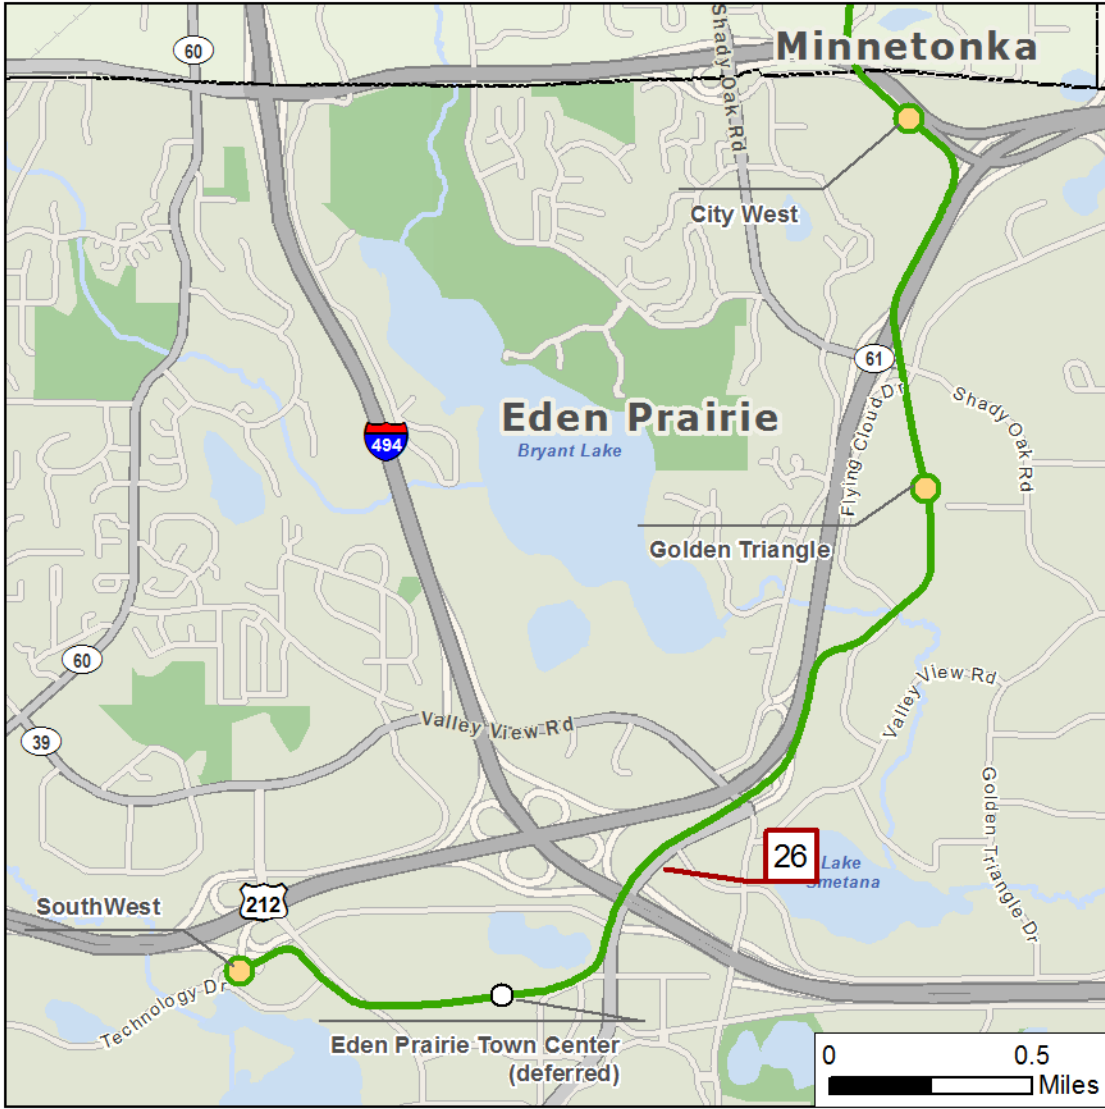 60
Shady Oak Rd
Minnetonka
City West
61
Flying Cloud Dr
Shady Oak Rd
Eden Prairie
Bryant Lake
494
Golden Triangle
60
39
Valley View Rd
Valley View Rd
Golden Triangle Dr
26
Lake
Smetana
SouthWest
212
Technology Dr
Eden Prairie Town Center
(deferred)
0 0.5
Miles